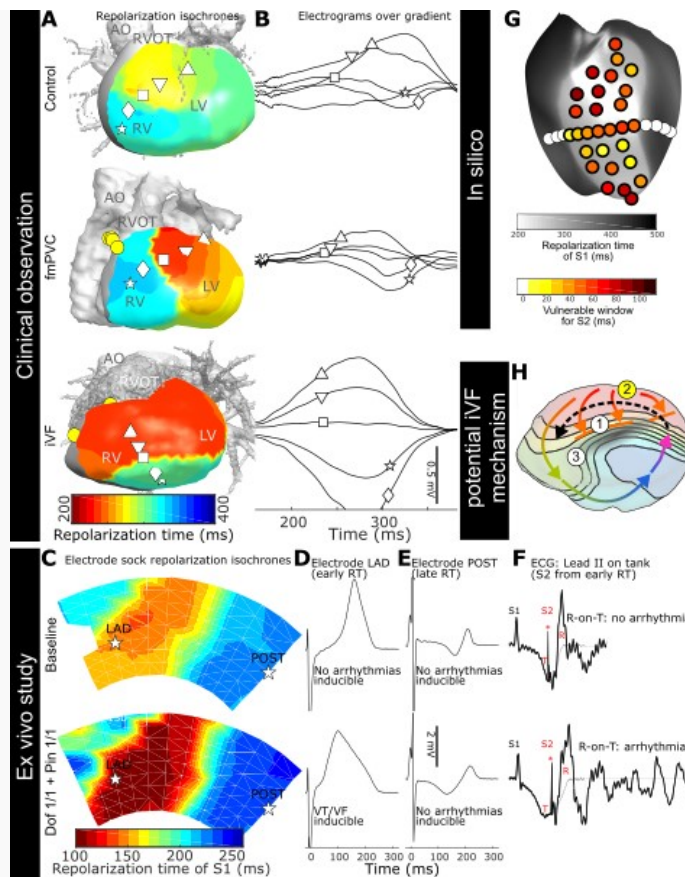 A Repolarization isochrones
B Electrograms over gradient
G
Clinical observation
Control
AO
RVOT
LV
RV
fmPVC
AO
RVOT
RV
LV
iVF
AO
RVOT
RV
LV
200
400
Repolarization time (ms)
0.5 mV
200
300
Time (ms)
In silico
200
300
400
500
Repolarization time
of S1 (ms)
0 20 40 60 80 100
Vulnerable window
for S2 (ms)
H
potential iVF
mechanism
2
1
3
Ex vivo study
C Electrode sock repolarization isochrones
D Electrode LAD
(early RT)
E Electrode POST
(late RT)
F ECG: Lead II on tank
(S2 from early RT)
Baseline
LAD
POST
No arrhythmias
inducible
No arrhythmias
inducible
S1
S2
*
T
R
R-on-T: no arrhythmia
Dof 1/1 + Pin 1/1
LAD
POST
VT/VF
inducible
2 mV
No arrhythmias
inducible
S1
S2
*
T
R
R-on-T: arrhythmia
100
150
200
250
Repolarization time of S1 (ms)
0 100 200 300
0 100 200 300
Time (ms)